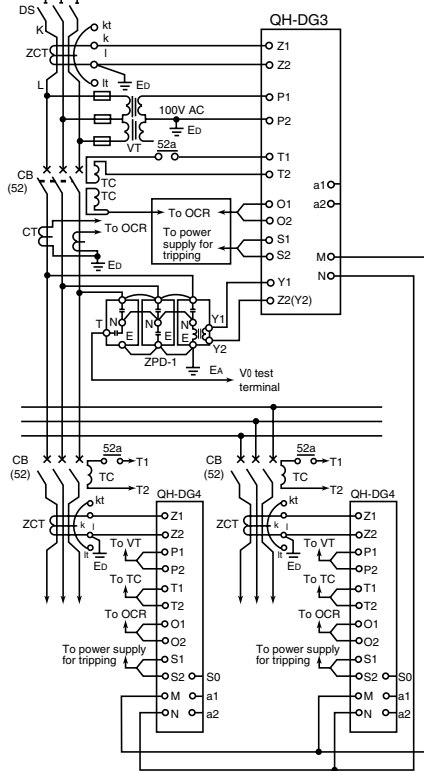 DS
K
kt
k
l
ZCT
lt
L
ED
QH-DG3
Z1
Z2
P1
P2
T1
T2
O1
O2
S1
S2
Y1
Z2(Y2)
a1
a2
M
N
100V AC
ED
VT
52a
CB
(52)
TC
TC
CT
To OCR
ED
To OCR
To power
supply for
tripping
T
N
N
N
E
E
E
Y1
Y2
ZPD-1
EA
V0 test
terminal
CB
(52)
52a
T1
TC
T2
kt
ZCT
k
l
lt
ED
QH-DG4
Z1
Z2
To VT
P1
P2
To TC
T1
T2
To OCR
O1
O2
To power supply
for tripping
S1
S2
S0
M
a1
N
a2
CB
(52)
52a
T1
TC
T2
kt
ZCT
k
l
lt
ED
QH-DG4
Z1
Z2
To VT
P1
P2
To TC
T1
T2
To OCR
O1
O2
To power supply
for tripping
S1
S2
S0
M
a1
N
a2